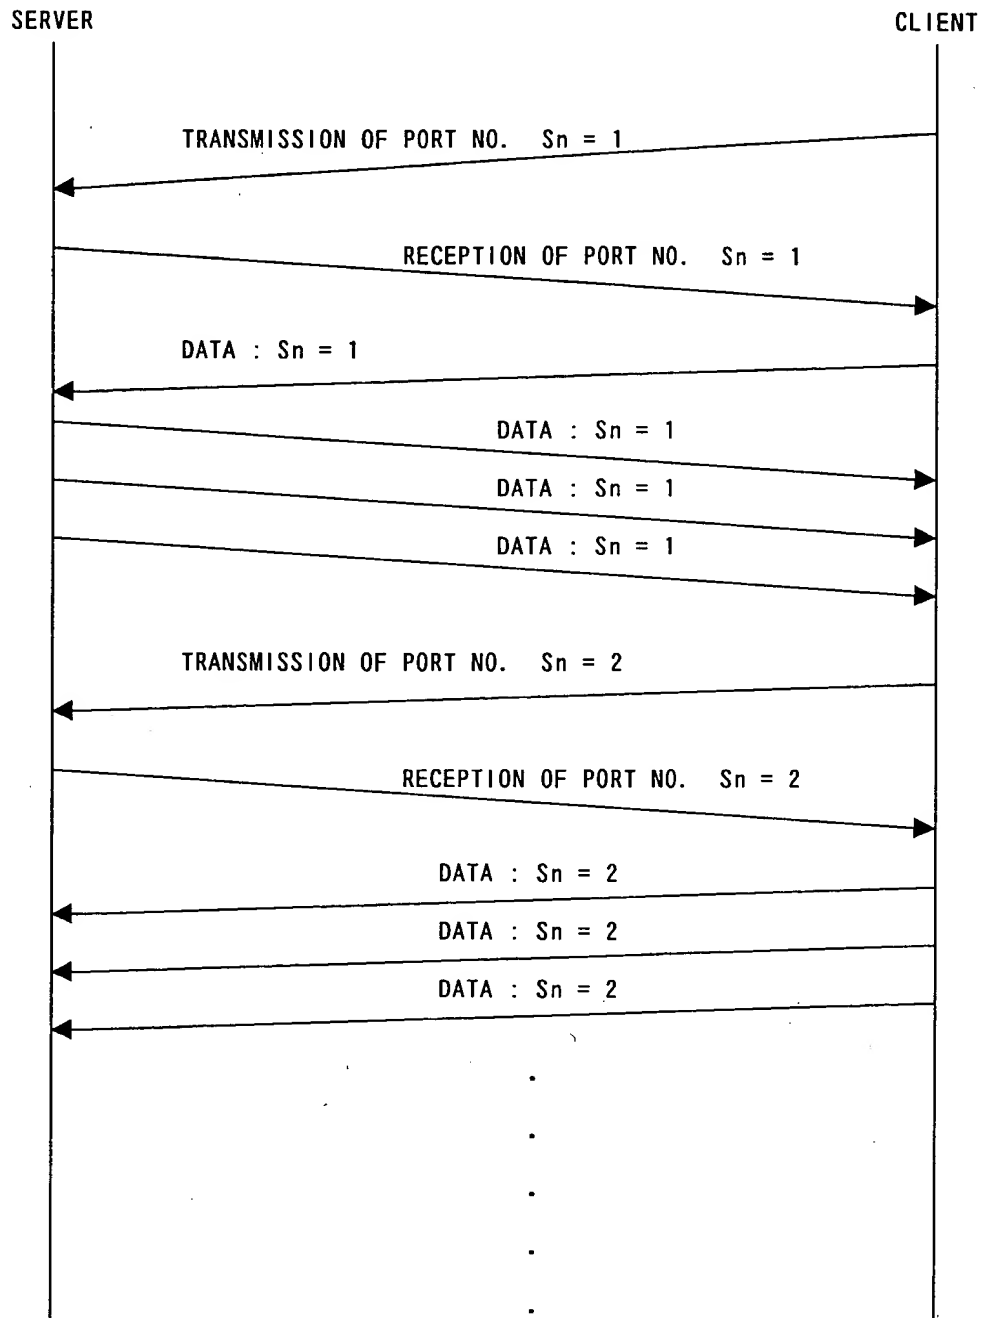 SERVER
CLIENT
TRANSMISSION OF PORT NO. Sn = 1
RECEPTION OF PORT NO. Sn = 1
DATA : Sn = 1
DATA : Sn = 1
DATA : Sn = 1
DATA : Sn = 1
TRANSMISSION OF PORT NO. Sn = 2
RECEPTION OF PORT NO. Sn = 2
DATA : Sn = 2
DATA : Sn = 2
DATA : Sn = 2